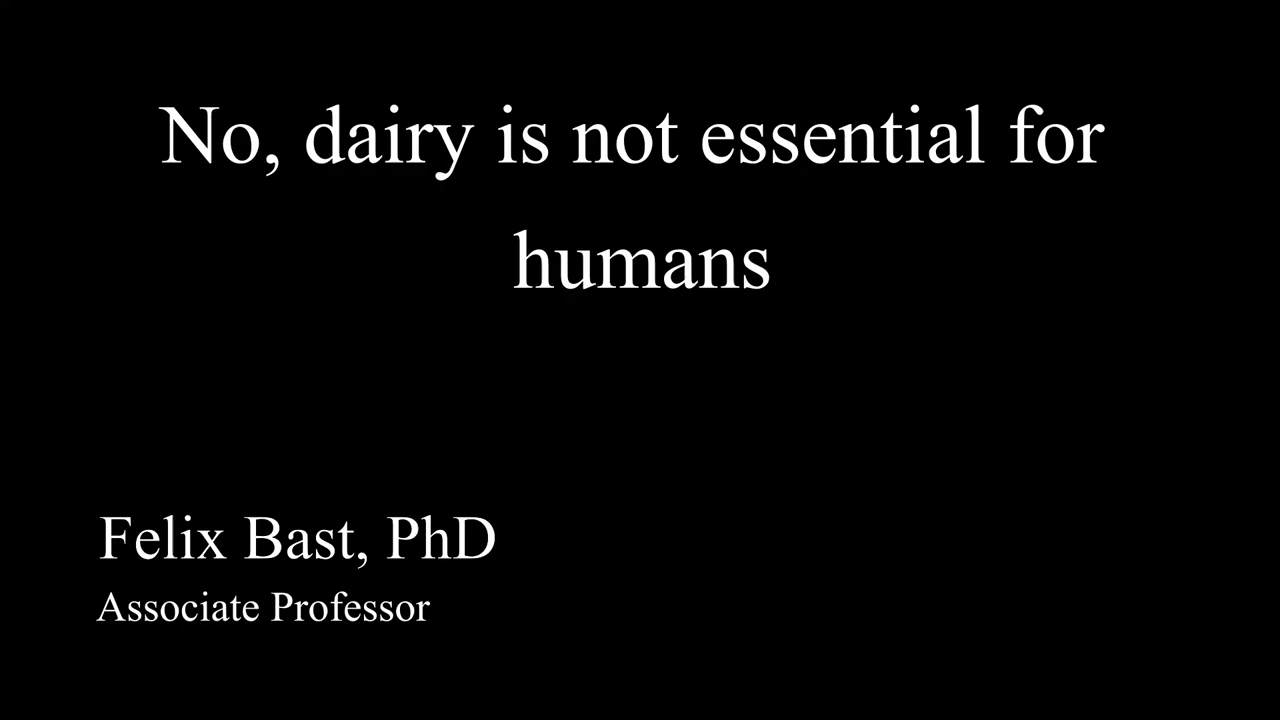 No, dairy is not essential for
humans
Felix Bast, PhD
Associate Professor